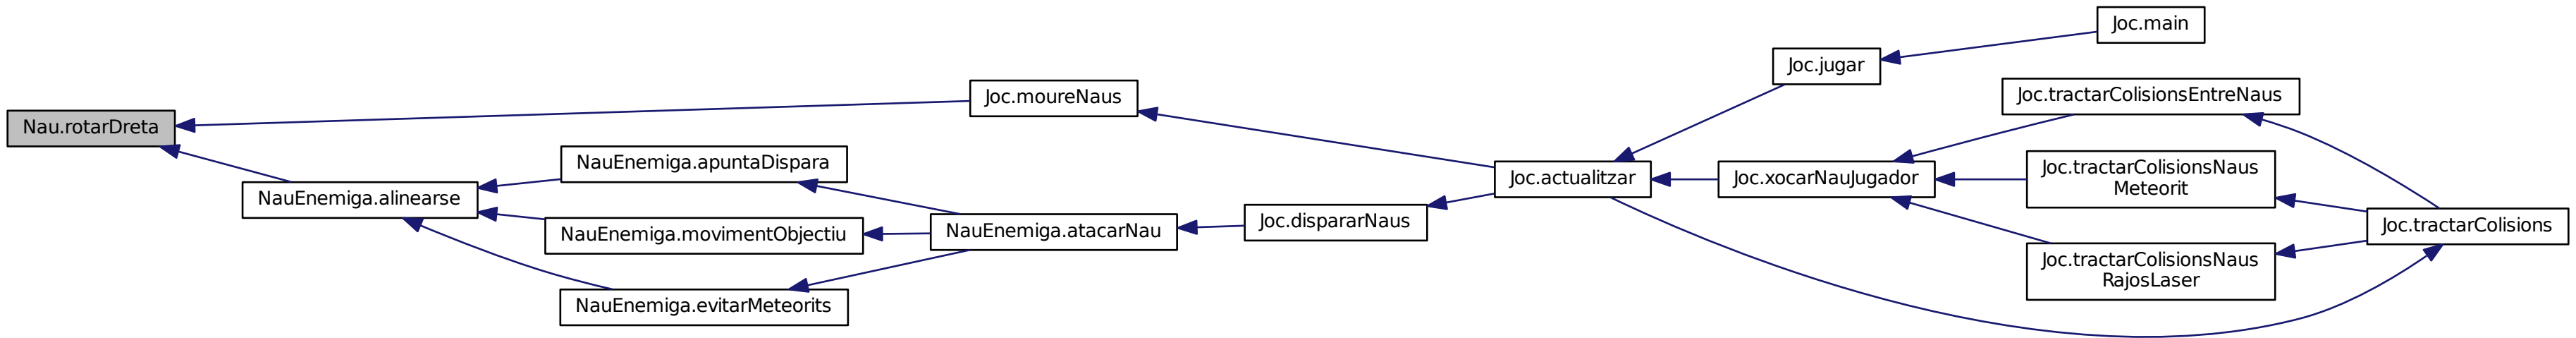 Joc.main
Joc.jugar
Joc.moureNaus
Joc.tractarColisionsEntreNaus
Nau.rotarDreta
NauEnemiga.apuntaDispara
Joc.actualitzar
Joc.xocarNauJugador
Joc.tractarColisionsNaus
Meteorit
NauEnemiga.alinearse
Joc.dispararNaus
Joc.tractarColisions
NauEnemiga.movimentObjectiu
NauEnemiga.atacarNau
Joc.tractarColisionsNaus
RajosLaser
NauEnemiga.evitarMeteorits